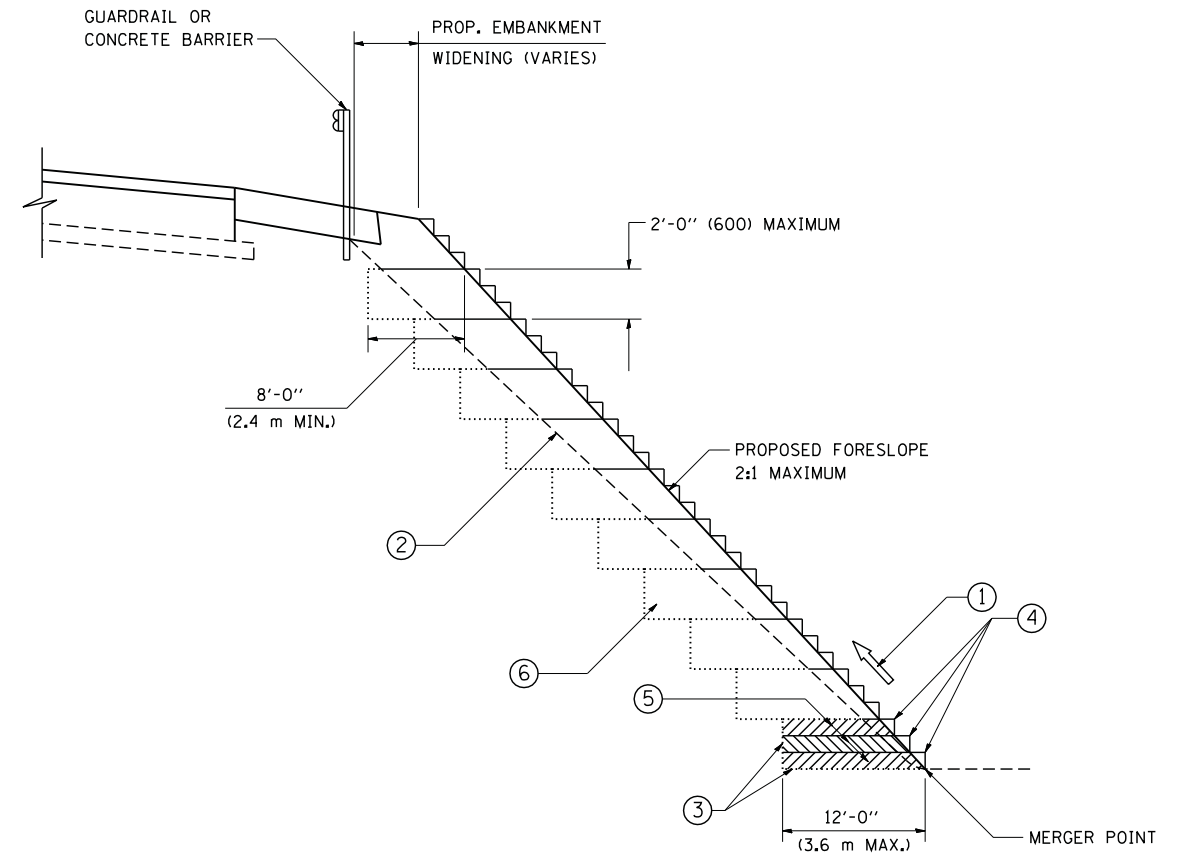 GUARDRAIL OR
CONCRETE BARRIER
PROP. EMBANKMENT
WIDENING (VARIES)
2'-0'' (600) MAXIMUM
8'-0''
(2.4 m MIN.)
PROPOSED FORESLOPE
2:1 MAXIMUM
2
1
4
6
5
3
12'-0''
(3.6 m MAX.)
MERGER POINT